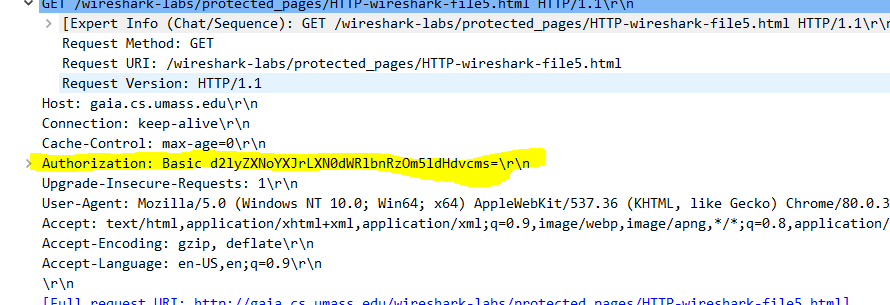 GET /wireshark-labs/protected_pages/HTTP-wireshark-file5.html HTTP/1.1\r\n
[Expert Info (Chat/Sequence): GET /wireshark-labs/protected_pages/HTTP-wireshark-file5.html HTTP/1.1\r\n
Request Method: GET
Request URI: /wireshark-labs/protected_pages/HTTP-wireshark-file5.html
Request Version: HTTP/1.1
Host: gaia.cs.umass.edu\r\n
Connection: keep-alive\r\n
Cache-Control: max-age=0\r\n
Authorization: Basic d2lyZXNoYXJrLXN0dWRlbnRzOm5ldHdvcms=\r\n
Upgrade-Insecure-Requests: 1\r\n
User-Agent: Mozilla/5.0 (Windows NT 10.0; Win64; x64) AppleWebKit/537.36 (KHTML, like Gecko) Chrome/80.0.3
Accept: text/html,application/xhtml+xml,application/xml;q=0.9,image/webp,image/apng,*/*;q=0.8,application/
Accept-Encoding: gzip, deflate\r\n
Accept-Language: en-US,en;q=0.9\r\n
\r\n
[Full request URI: http://gaia.cs.umass.edu/wireshark-labs/protected_pages/HTTP-wireshark-file5.html]